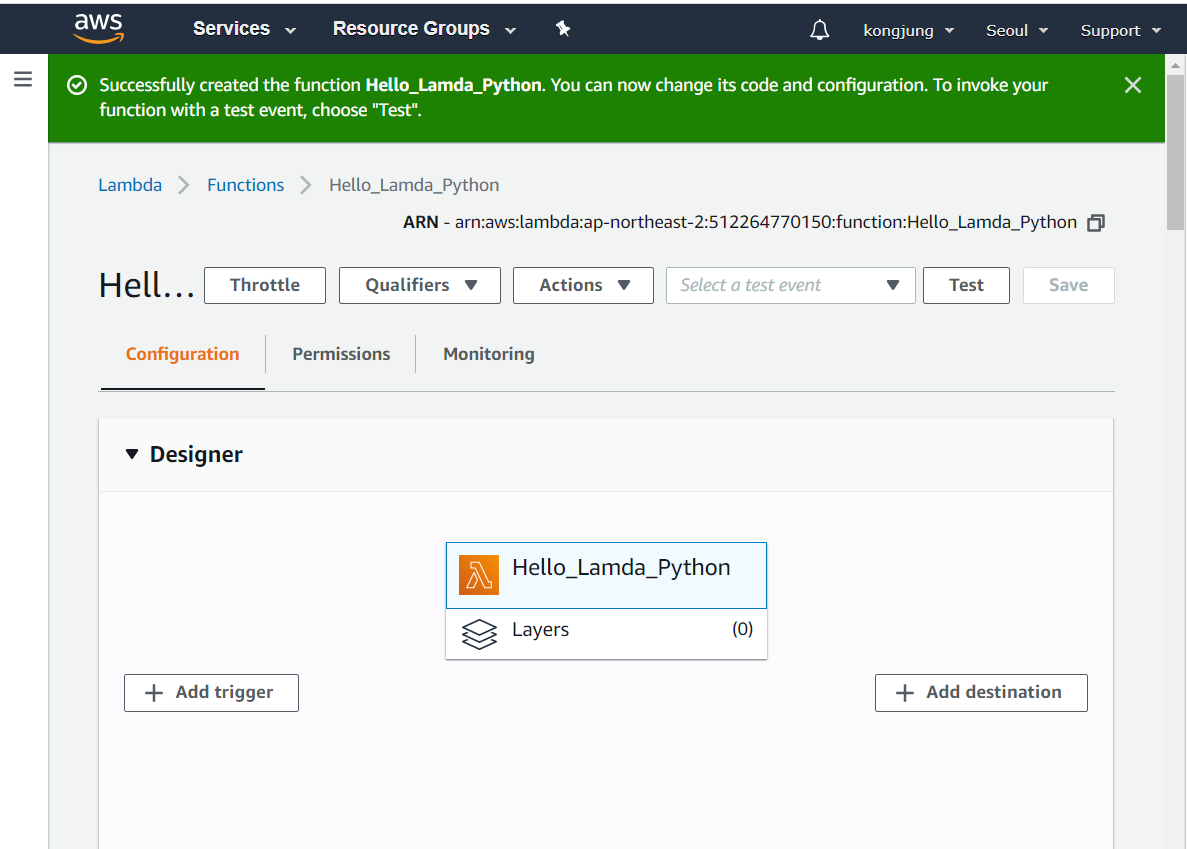 aws Services Resource Groups kongjung Seoul Support
Successfully created the function Hello_Lamda_Python. You can now change its code and configuration. To invoke your
function with a test event, choose "Test".
Lambda Functions Hello_Lamda_Python
ARN - arn:aws:lambda:ap-northeast-2:512264770150:function:Hello_Lamda_Python
Hell... Throttle Qualifiers Actions Select a test event Test Save
Configuration Permissions Monitoring
Designer
Hello_Lamda_Python
Layers (0)
+ Add trigger + Add destination